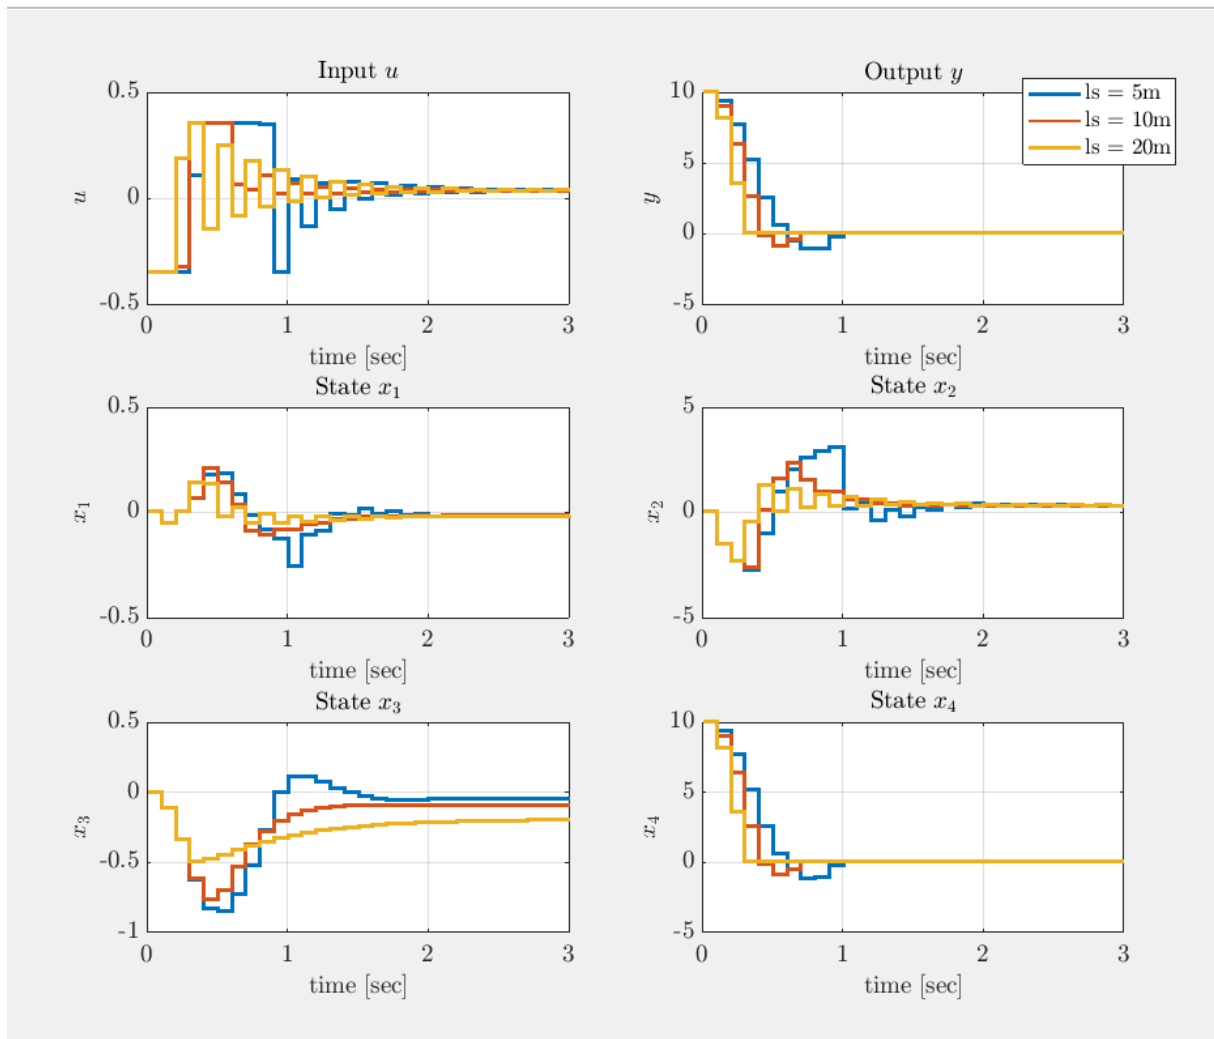 Input u
Output y
ls = 5m
ls = 10m
ls = 20m
0.5
0
-0.5
u
0
1
2
3
time [sec]
10
5
0
-5
y
0
1
2
3
time [sec]
State x1
State x2
0.5
0
-0.5
x1
0
1
2
3
time [sec]
5
0
-5
x2
0
1
2
3
time [sec]
State x3
State x4
0.5
0
-0.5
-1
x3
0
1
2
3
time [sec]
10
5
0
-5
x4
0
1
2
3
time [sec]